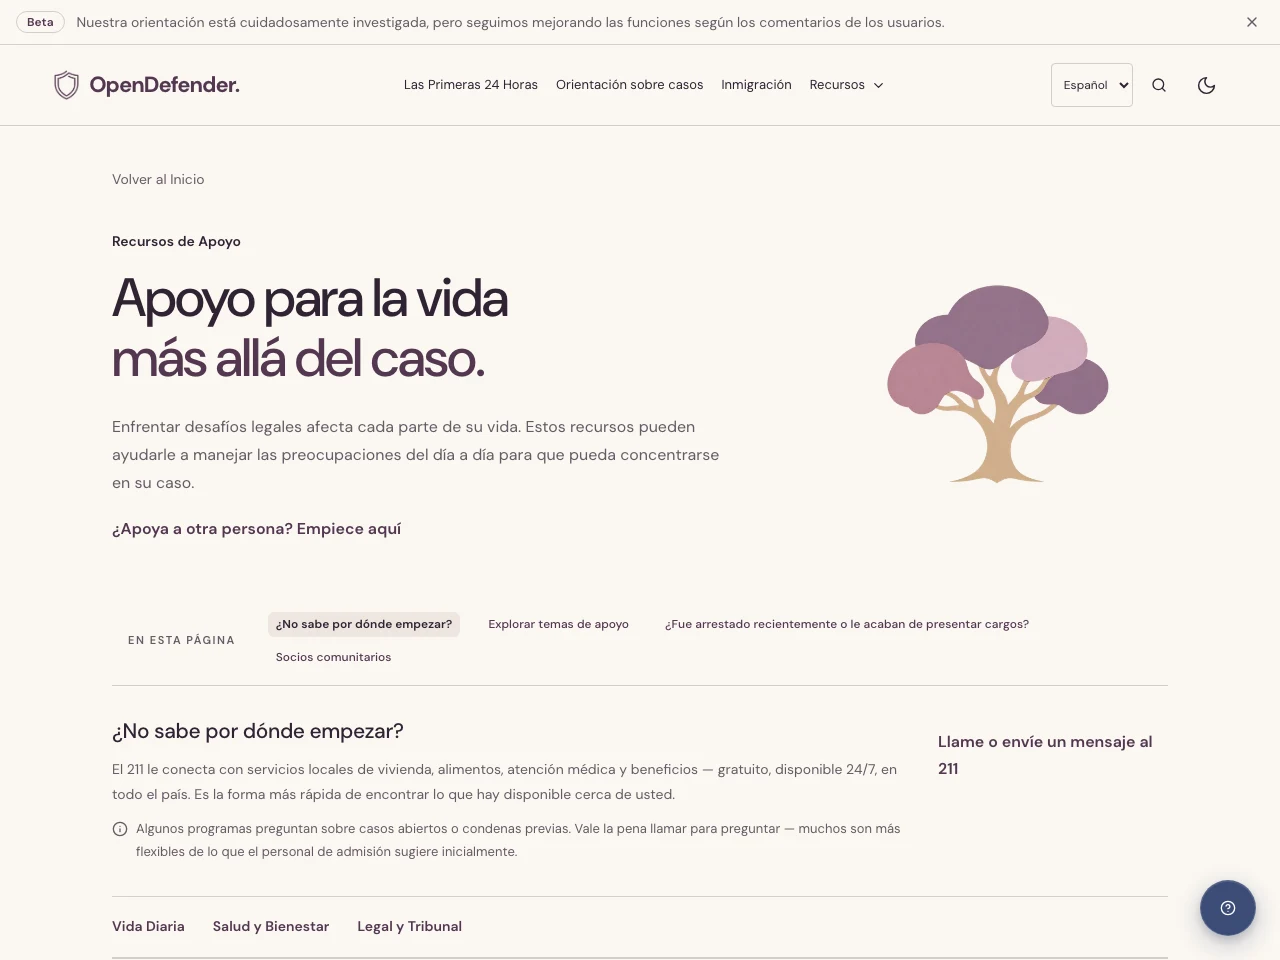 Beta
Nuestra orientación está cuidadosamente investigada, pero seguimos mejorando las funciones según los comentarios de los usuarios.
OpenDefender.
Las Primeras 24 Horas
Orientación sobre casos
Inmigración
Recursos
Español
Volver al Inicio
Recursos de Apoyo
Apoyo para la vida
más allá del caso.
Enfrentar desafíos legales afecta cada parte de su vida. Estos recursos pueden
ayudarle a manejar las preocupaciones del día a día para que pueda concentrarse
en su caso.
¿Apoya a otra persona? Empiece aquí
EN ESTA PÁGINA
¿No sabe por dónde empezar?
Explorar temas de apoyo
¿Fue arrestado recientemente o le acaban de presentar cargos?
Socios comunitarios
¿No sabe por dónde empezar?
El 211 le conecta con servicios locales de vivienda, alimentos, atención médica y beneficios — gratuito, disponible 24/7, en
todo el país. Es la forma más rápida de encontrar lo que hay disponible cerca de usted.
Algunos programas preguntan sobre casos abiertos o condenas previas. Vale la pena llamar para preguntar — muchos son más
flexibles de lo que el personal de admisión sugiere inicialmente.
Llame o envíe un mensaje al
211
Vida Diaria
Salud y Bienestar
Legal y Tribunal